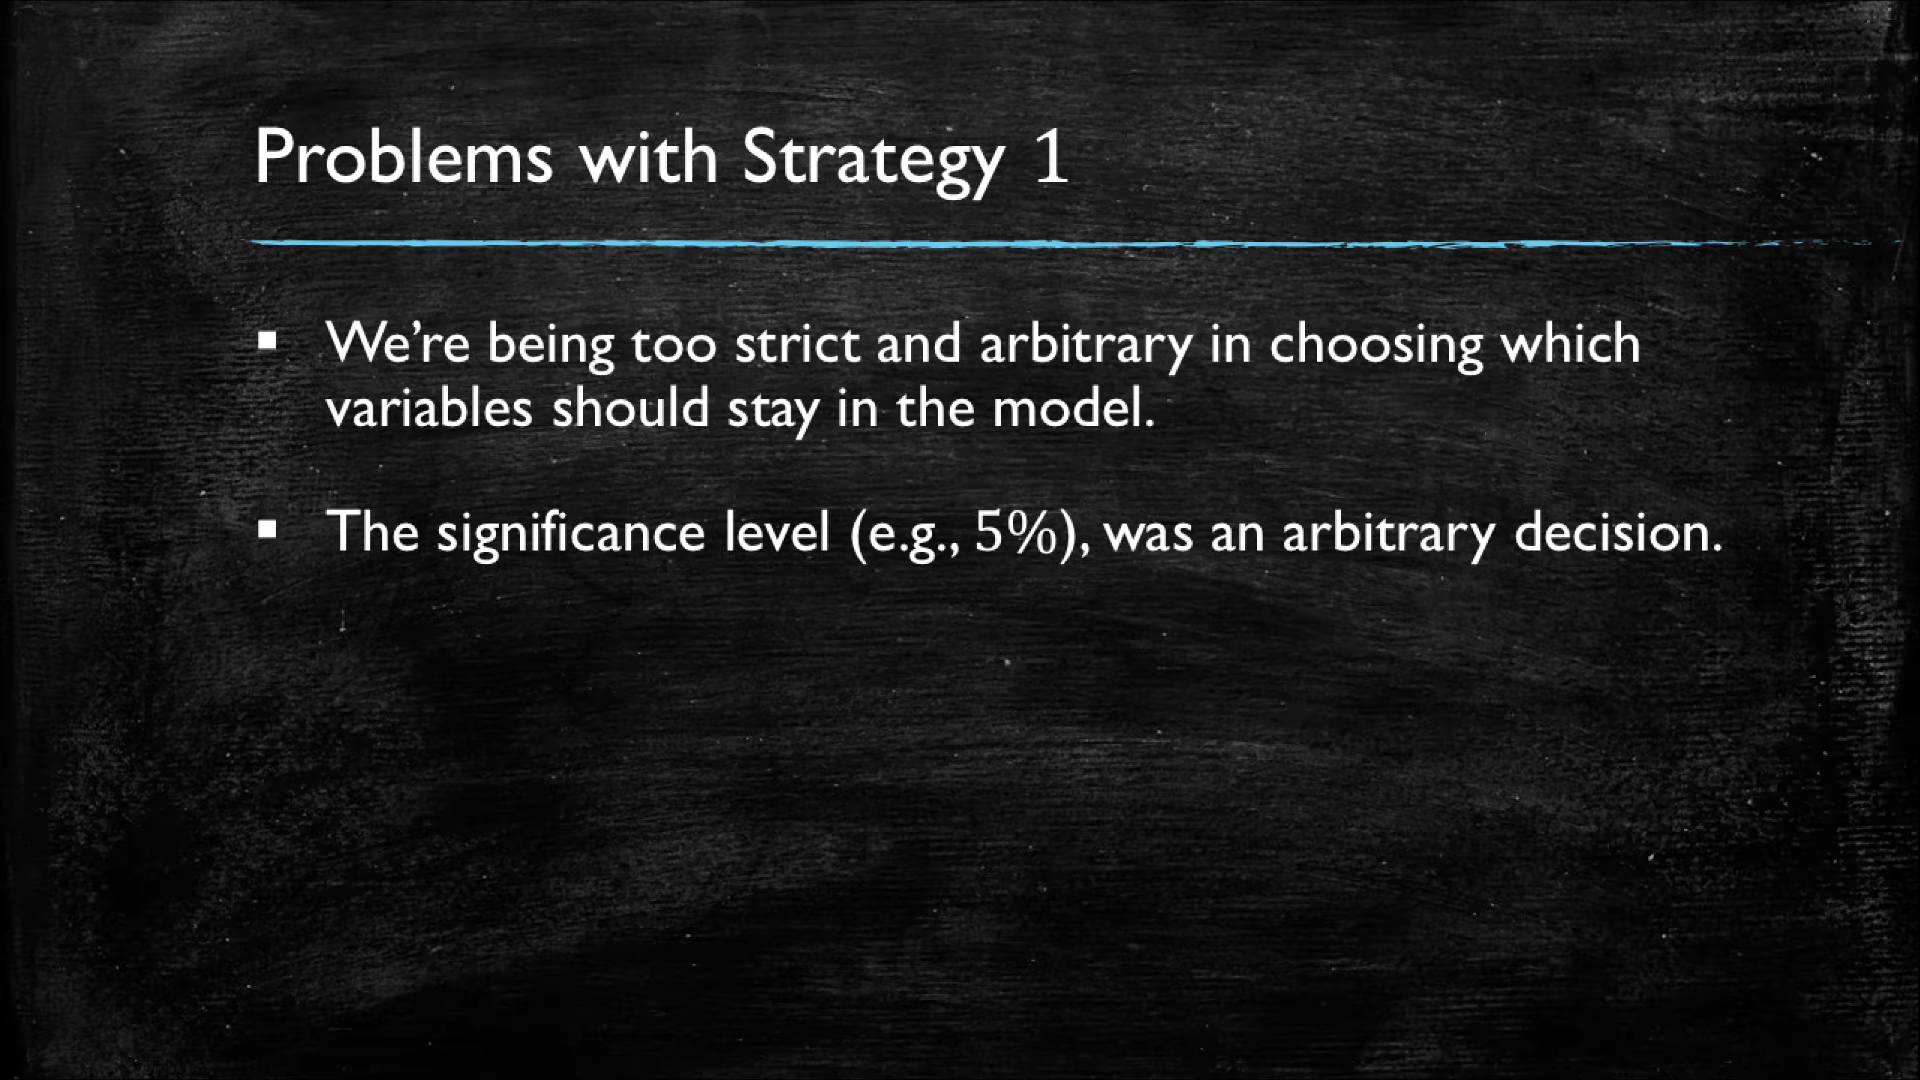 Problems with Strategy 1
▪ We’re being too strict and arbitrary in choosing which
variables should stay in the model.
▪ The significance level (e.g., 5%), was an arbitrary decision.